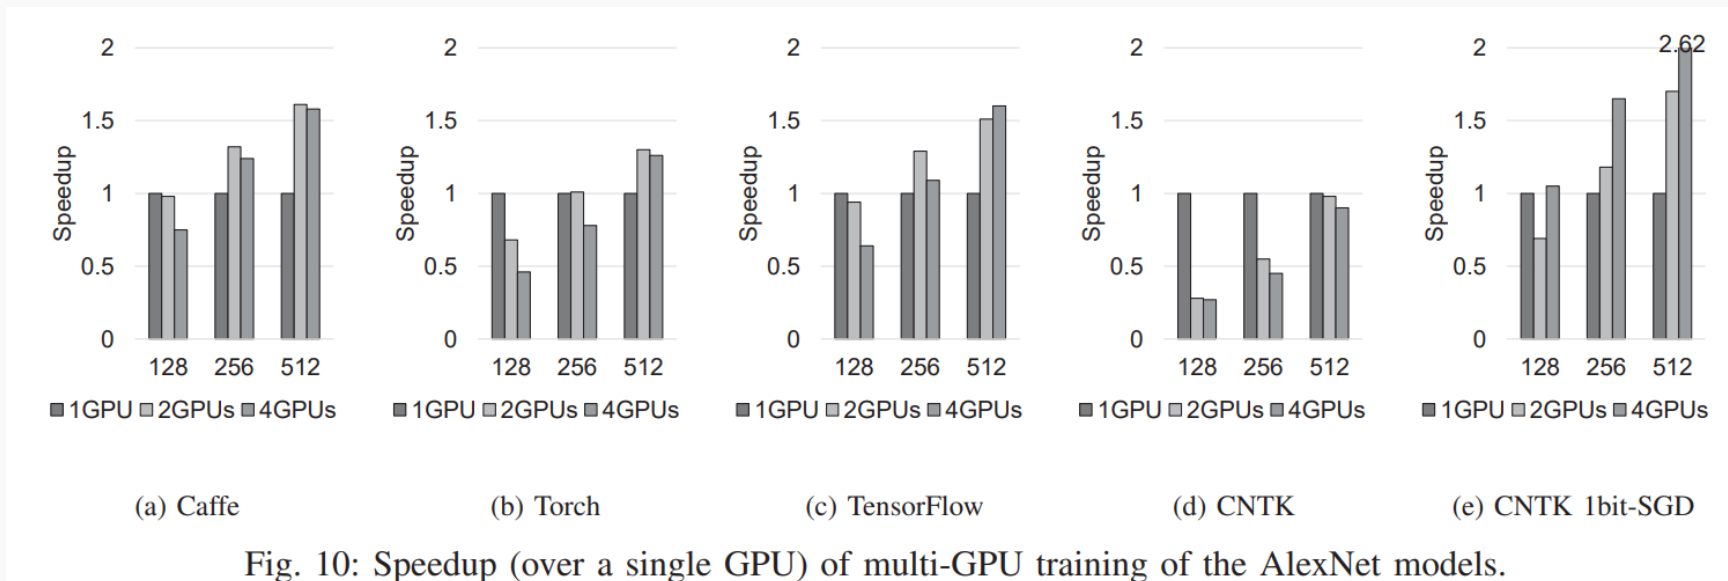 2
1.5
1
0.5
0
Speedup
128 256 512
1GPU 2GPUs 4GPUs
(a) Caffe
2
1.5
1
0.5
0
Speedup
128 256 512
1GPU 2GPUs 4GPUs
(b) Torch
2
1.5
1
0.5
0
Speedup
128 256 512
1GPU 2GPUs 4GPUs
(c) TensorFlow
2
1.5
1
0.5
0
Speedup
128 256 512
1GPU 2GPUs 4GPUs
(d) CNTK
2
1.5
1
0.5
0
Speedup
2.62
128 256 512
1GPU 2GPUs 4GPUs
(e) CNTK 1bit-SGD
Fig. 10: Speedup (over a single GPU) of multi-GPU training of the AlexNet models.